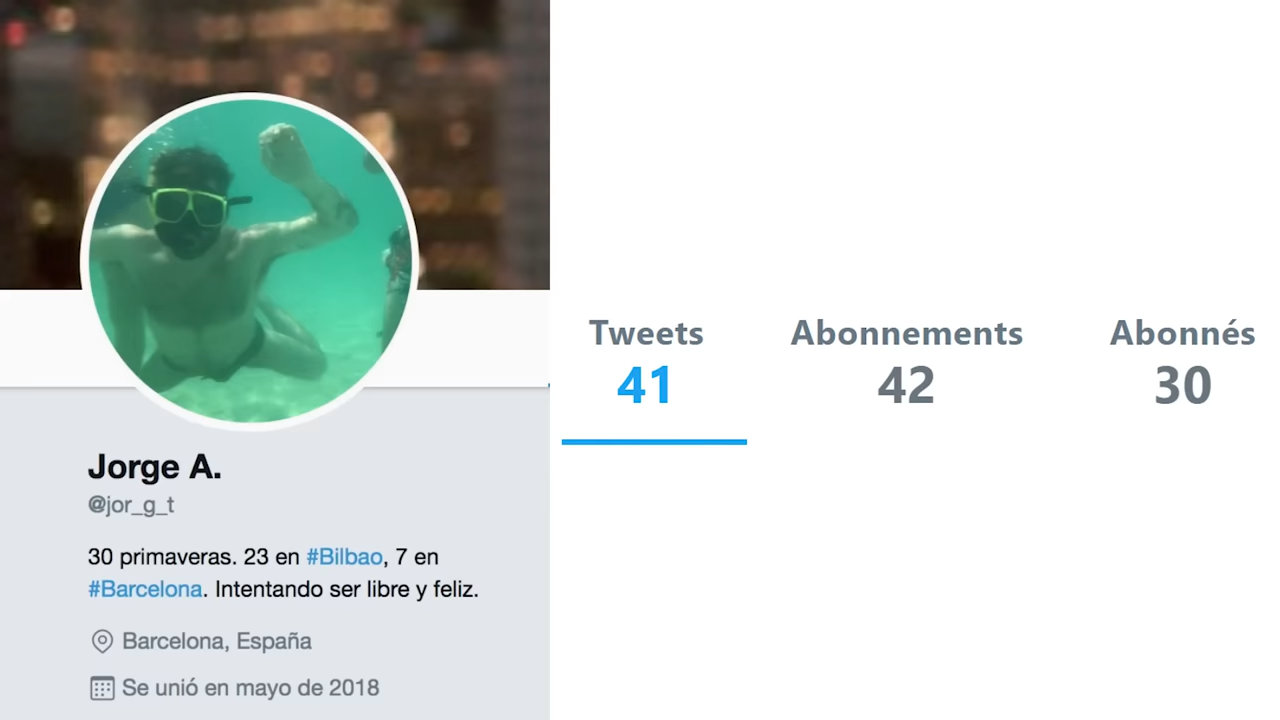 Jorge A.
@jor_g_t
30 primaveras. 23 en #Bilbao, 7 en
#Barcelona. Intentando ser libre y feliz.
Barcelona, España
Se unió en mayo de 2018
Tweets Abonnements Abonnés
41 42 30